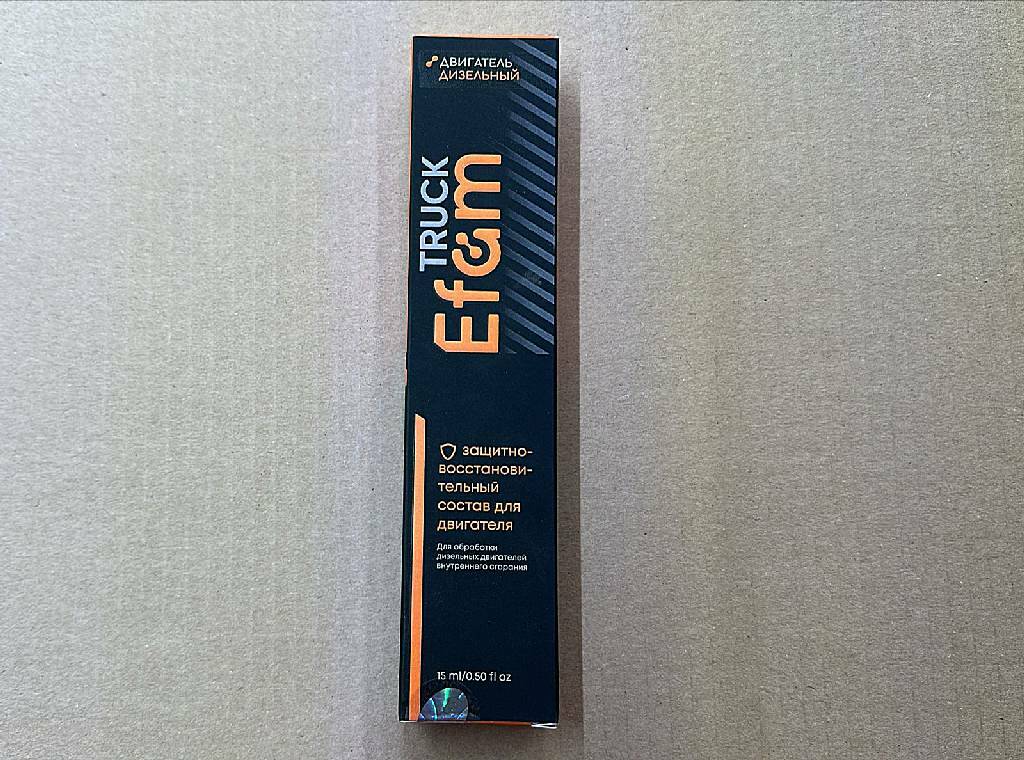 ДВИГАТЕЛЬ
ДИЗЕЛЬНЫЙ
TRUCK
Efam
защитно-
восстанови-
тельный
состав для
двигателя
Для обработки
дизельных двигателей
внутреннего сгорания
15 ml/0.50 fl oz